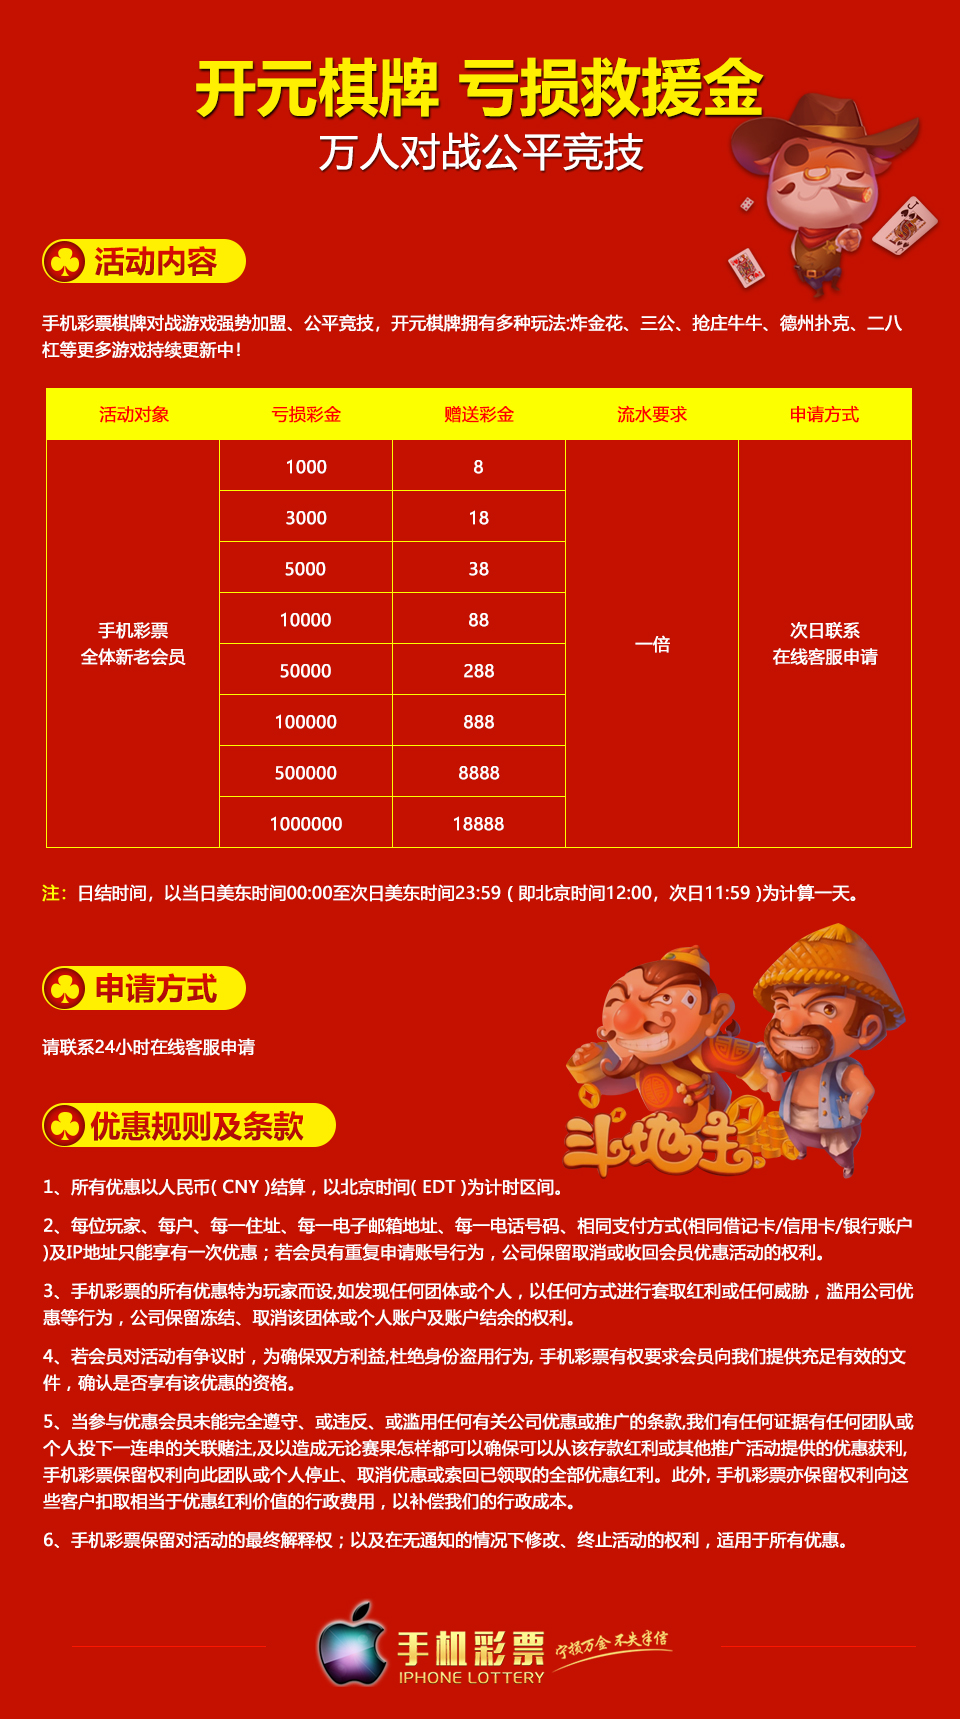 开元棋牌 亏损救援金
万人对战公平竞技
活动内容
手机彩票棋牌对战游戏强势加盟、公平竞技，开元棋牌拥有多种玩法:炸金花、三公、抢庄牛牛、德州扑克、二八
杠等更多游戏持续更新中!
活动对象 亏损彩金 赠送彩金 流水要求 申请方式
1000 8
3000 18
5000 38
10000 88
手机彩票
全体新老会员
一倍
次日联系
在线客服申请
50000 288
100000 888
500000 8888
1000000 18888
注：日结时间，以当日美东时间00:00至次日美东时间23:59 ( 即北京时间12:00，次日11:59 )为计算一天。
申请方式
请联系24小时在线客服申请
斗地主
优惠规则及条款
1、所有优惠以人民币( CNY )结算，以北京时间( EDT )为计时区间。
2、每位玩家、每户、每一住址、每一电子邮箱地址、每一电话号码、相同支付方式(相同借记卡/信用卡/银行账户
)及IP地址只能享有一次优惠；若会员有重复申请账号行为，公司保留取消或收回会员优惠活动的权利。
3、手机彩票的所有优惠特为玩家而设,如发现任何团体或个人，以任何方式进行套取红利或任何威胁，滥用公司优
惠等行为，公司保留冻结、取消该团体或个人账户及账户结余的权利。
4、若会员对活动有争议时，为确保双方利益,杜绝身份盗用行为, 手机彩票有权要求会员向我们提供充足有效的文
件，确认是否享有该优惠的资格。
5、当参与优惠会员未能完全遵守、或违反、或滥用任何有关公司优惠或推广的条款,我们有任何证据有任何团队或
个人投下一连串的关联赌注,及以造成无论赛果怎样都可以确保可以从该存款红利或其他推广活动提供的优惠获利,
手机彩票保留权利向此团队或个人停止、取消优惠或索回已领取的全部优惠红利。此外, 手机彩票亦保留权利向这
些客户扣取相当于优惠红利价值的行政费用，以补偿我们的行政成本。
6、手机彩票保留对活动的最终解释权；以及在无通知的情况下修改、终止活动的权利，适用于所有优惠。
手机彩票 宁损万金 不失半信
IPHONE LOTTERY